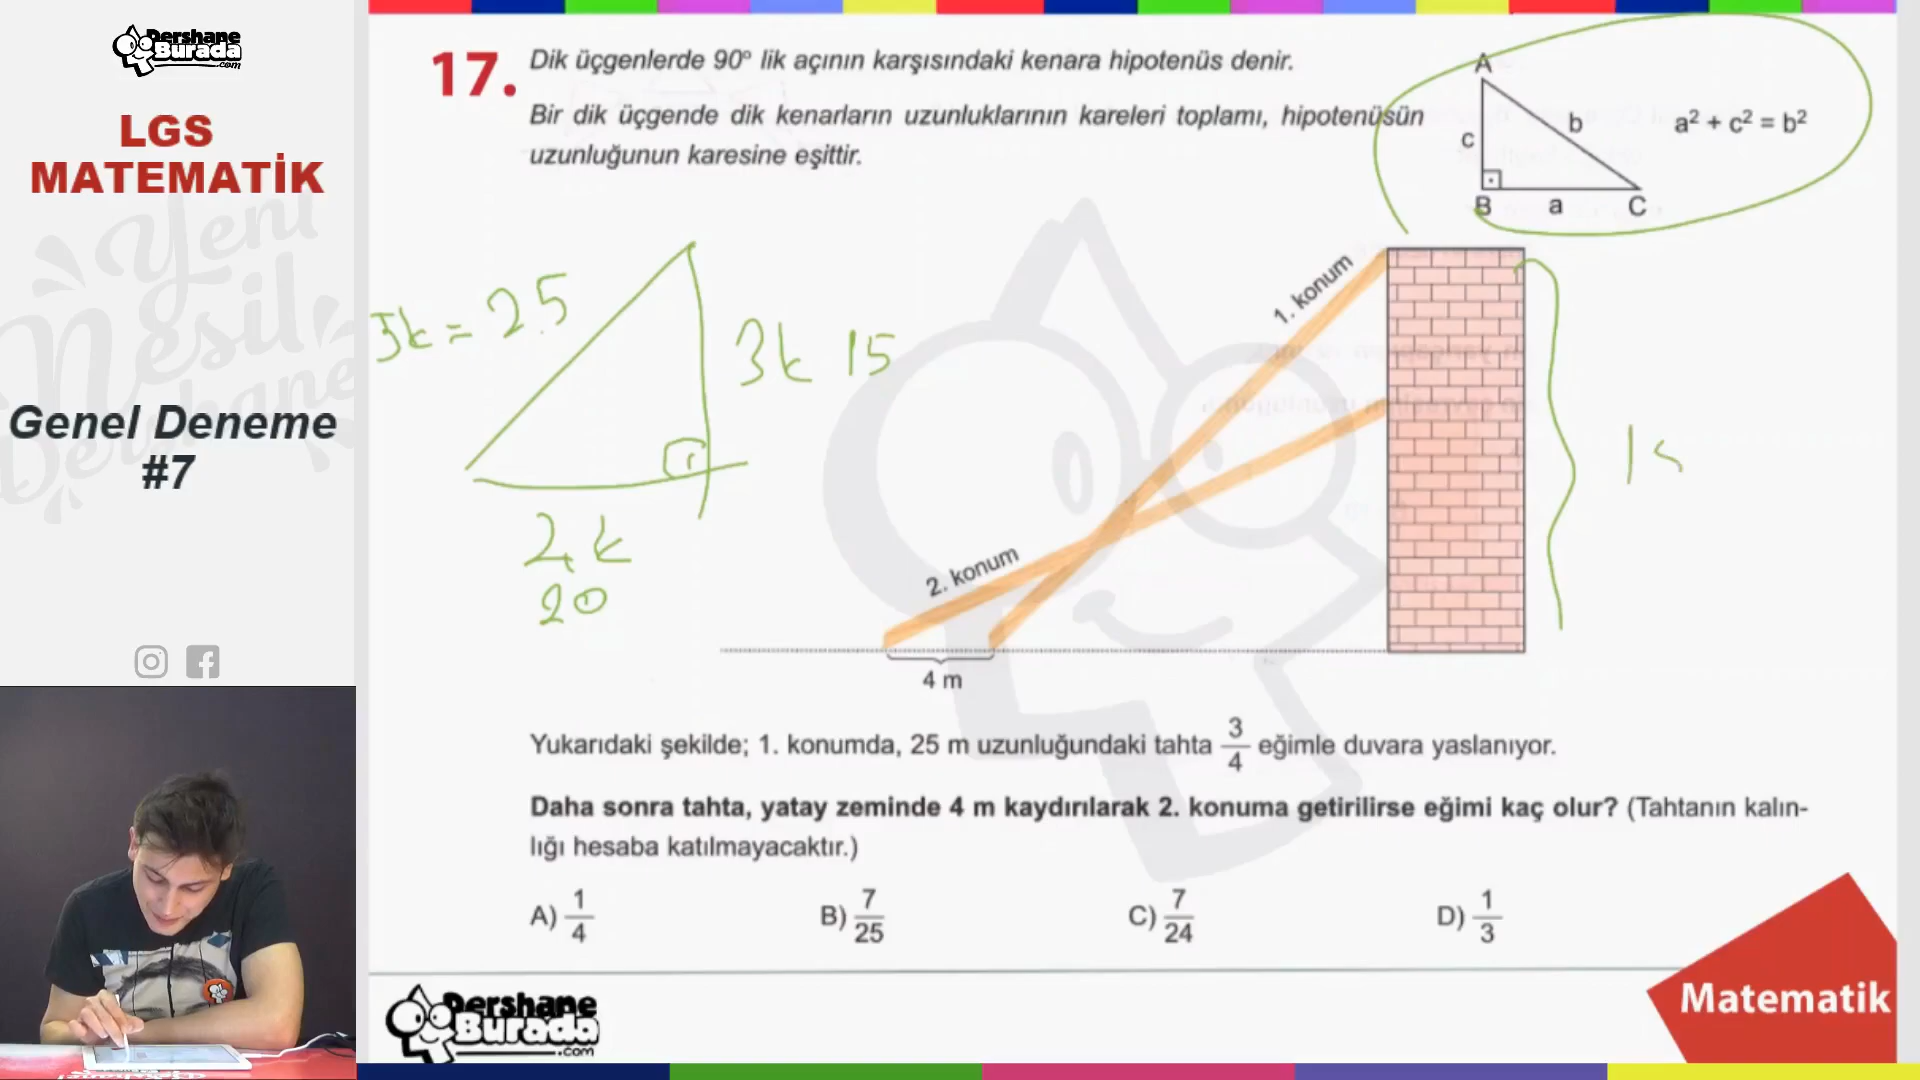 Dershane
Burada
.com
LGS
MATEMATİK
Yeni
Nesil
Dershane
Genel Deneme
#7
17.
Dik üçgenlerde 90° lik açının karşısındaki kenara hipotenüs denir.
Bir dik üçgende dik kenarların uzunluklarının kareleri toplamı, hipotenüsün
uzunluğunun karesine eşittir.
A
c
b
B
a
C
a² + c² = b²
5k = 25
3k 15
4k
20
1. konum
2. konum
4 m
Yukarıdaki şekilde; 1. konumda, 25 m uzunluğundaki tahta 3/4 eğimle duvara yaslanıyor.
Daha sonra tahta, yatay zeminde 4 m kaydırılarak 2. konuma getirilirse eğimi kaç olur? (Tahtanın kalın-
lığı hesaba katılmayacaktır.)
A) 1/4
B) 7/25
C) 7/24
D) 1/3
Dershane
Burada
.com
Matematik